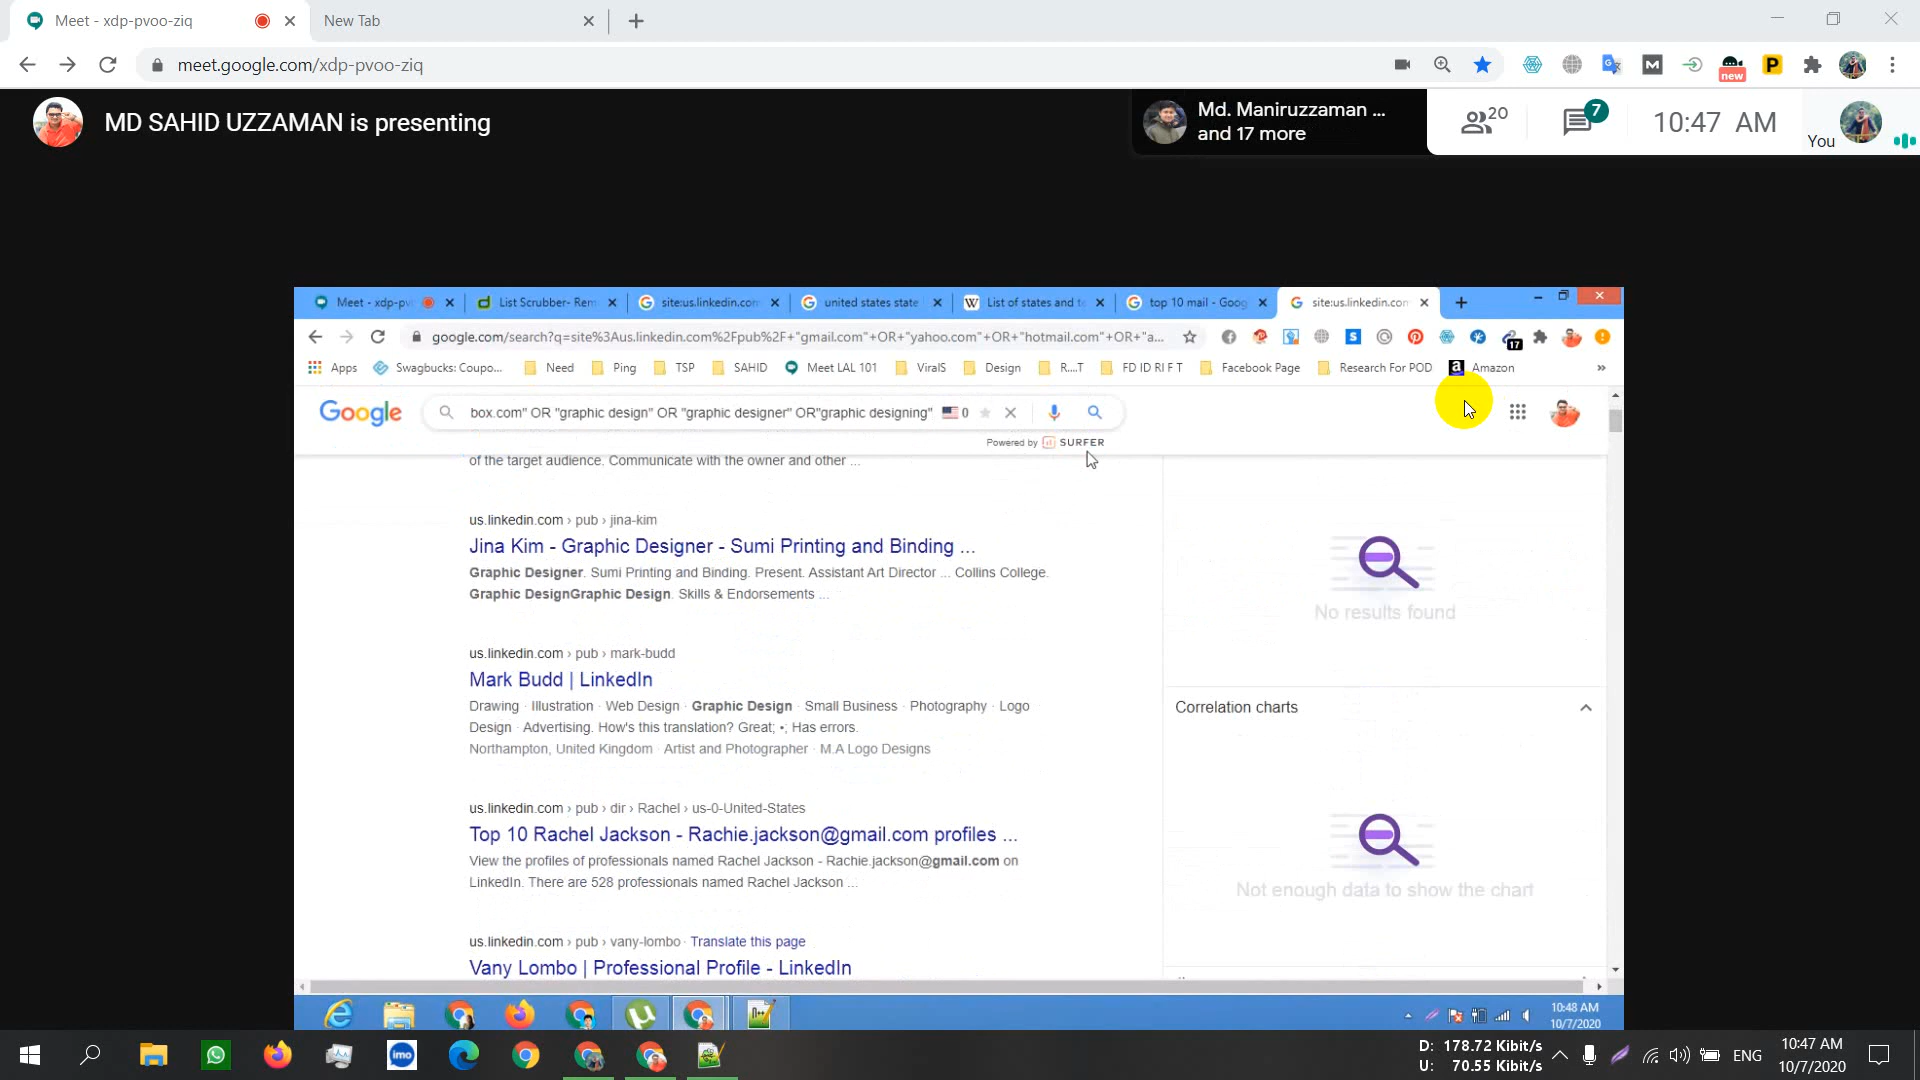 Meet - xdp-pvoo-ziq
New Tab
meet.google.com/xdp-pvoo-ziq
new
MD SAHID UZZAMAN is presenting
Md. Maniruzzaman ...
and 17 more
20
7
10:47 AM
You
Meet - xdp-pv
List Scrubber- Rem
site:us.linkedin.com
united states state
List of states and te
top 10 mail - Goog
site:us.linkedin.com
google.com/search?q=site%3Aus.linkedin.com%2Fpub%2F+"gmail.com"+OR+"yahoo.com"+OR+"hotmail.com"+OR+"a...
17
Apps
Swagbucks: Coupo...
Need
Ping
TSP
SAHID
Meet LAL 101
ViralS
Design
R....T
FD ID RI F T
Facebook Page
Research For POD
Amazon
»
Google
box.com" OR "graphic design" OR "graphic designer" OR"graphic designing"
0
Powered by SURFER
of the target audience. Communicate with the owner and other ...
us.linkedin.com › pub › jina-kim
Jina Kim - Graphic Designer - Sumi Printing and Binding ...
Graphic Designer. Sumi Printing and Binding. Present. Assistant Art Director ... Collins College.
Graphic DesignGraphic Design. Skills & Endorsements ...
us.linkedin.com › pub › mark-budd
Mark Budd | LinkedIn
Drawing · Illustration · Web Design · Graphic Design · Small Business · Photography · Logo
Design · Advertising. How's this translation? Great; •; Has errors.
Northampton, United Kingdom · Artist and Photographer · M.A Logo Designs
us.linkedin.com › pub › dir › Rachel › us-0-United-States
Top 10 Rachel Jackson - Rachie.jackson@gmail.com profiles ...
View the profiles of professionals named Rachel Jackson - Rachie.jackson@gmail.com on
LinkedIn. There are 528 professionals named Rachel Jackson ...
us.linkedin.com › pub › vany-lombo · Translate this page
Vany Lombo | Professional Profile - LinkedIn
No results found
Correlation charts
Not enough data to show the chart
10:48 AM
10/7/2020
imo
D: 178.72 Kibit/s
U: 70.55 Kibit/s
ENG
10:47 AM
10/7/2020